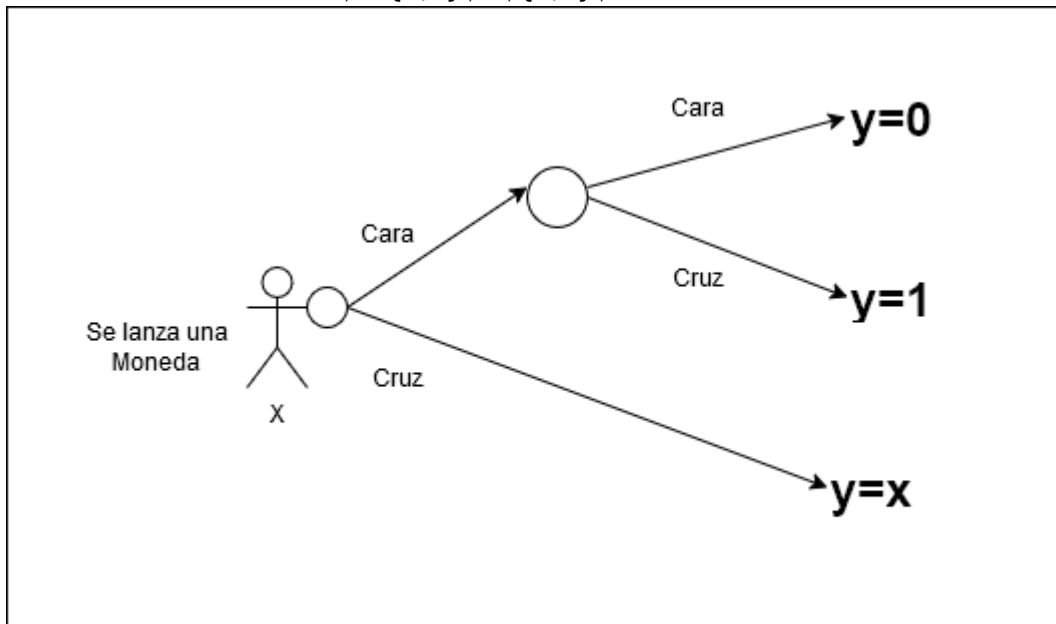 Cara
y=0
Cara
Cruz
y=1
Se lanza una
Moneda
Cruz
X
y=x